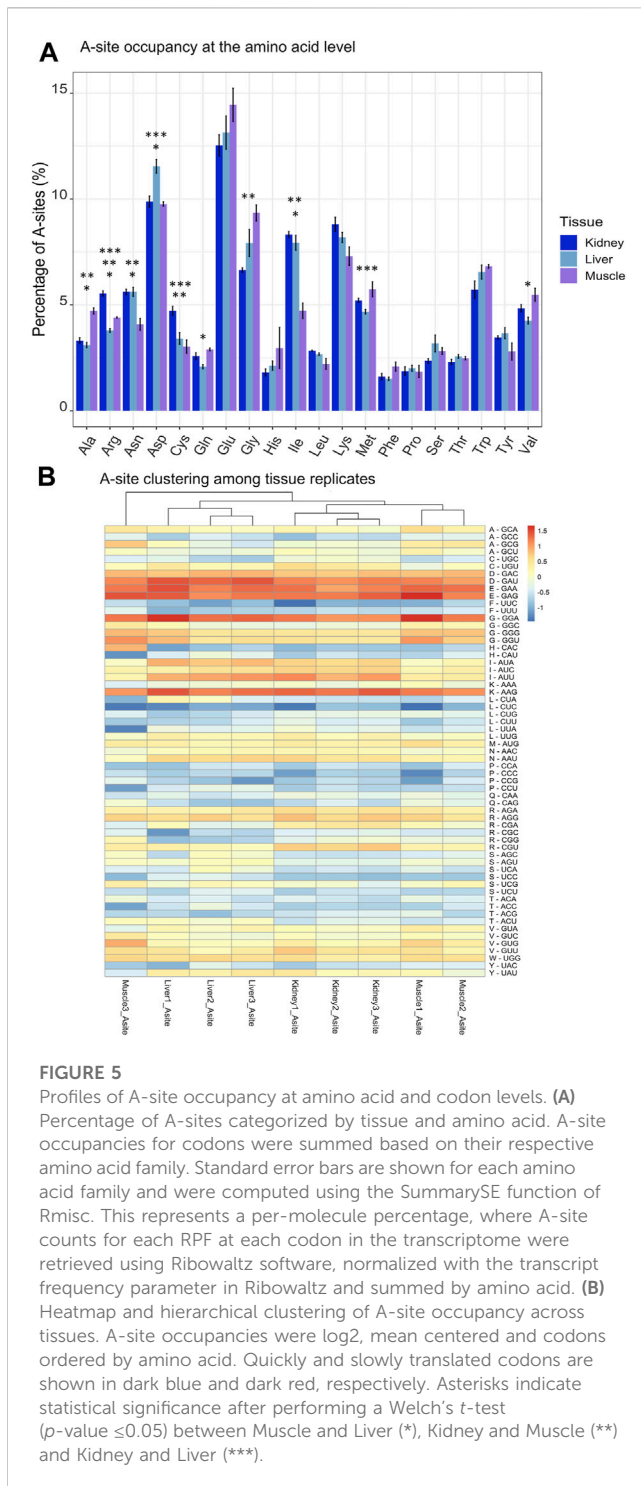 A
A-site occupancy at the amino acid level
Percentage of A-sites (%)
15
10
5
0
***
*
**
*
***
**
*
**
*
***
**
*
**
**
*
***
*
Tissue
Kidney
Liver
Muscle
Ala
Arg
Asn
Asp
Cys
Gln
Glu
Gly
His
Ile
Leu
Lys
Met
Phe
Pro
Ser
Thr
Trp
Tyr
Val
B
A-site clustering among tissue replicates
1.5
1
0.5
0
-0.5
-1
A - GCA
A - GCC
A - GCG
A - GCU
C - UGC
C - UGU
D - GAC
D - GAU
E - GAA
E - GAG
F - UUC
F - UUU
G - GGA
G - GGC
G - GGG
G - GGU
H - CAC
H - CAU
I - AUA
I - AUC
I - AUU
K - AAA
K - AAG
L - CUA
L - CUC
L - CUG
L - CUU
L - UUA
L - UUG
M - AUG
N - AAC
N - AAU
P - CCA
P - CCC
P - CCG
P - CCU
Q - CAA
Q - CAG
R - AGA
R - AGG
R - CGA
R - CGC
R - CGG
R - CGU
S - AGC
S - AGU
S - UCA
S - UCC
S - UCG
S - UCU
T - ACA
T - ACC
T - ACG
T - ACU
V - GUA
V - GUC
V - GUG
V - GUU
W - UGG
Y - UAC
Y - UAU
Muscle3_Asite
Liver1_Asite
Liver2_Asite
Liver3_Asite
Kidney1_Asite
Kidney2_Asite
Kidney3_Asite
Muscle1_Asite
Muscle2_Asite
FIGURE 5
Profiles of A-site occupancy at amino acid and codon levels. (A)
Percentage of A-sites categorized by tissue and amino acid. A-site
occupancies for codons were summed based on their respective
amino acid family. Standard error bars are shown for each amino
acid family and were computed using the SummarySE function of
Rmisc. This represents a per-molecule percentage, where A-site
counts for each RPF at each codon in the transcriptome were
retrieved using Ribowaltz software, normalized with the transcript
frequency parameter in Ribowaltz and summed by amino acid. (B)
Heatmap and hierarchical clustering of A-site occupancy across
tissues. A-site occupancies were log2, mean centered and codons
ordered by amino acid. Quickly and slowly translated codons are
shown in dark blue and dark red, respectively. Asterisks indicate
statistical significance after performing a Welch's t-test
(p-value ≤0.05) between Muscle and Liver (*), Kidney and Muscle (**)
and Kidney and Liver (***).